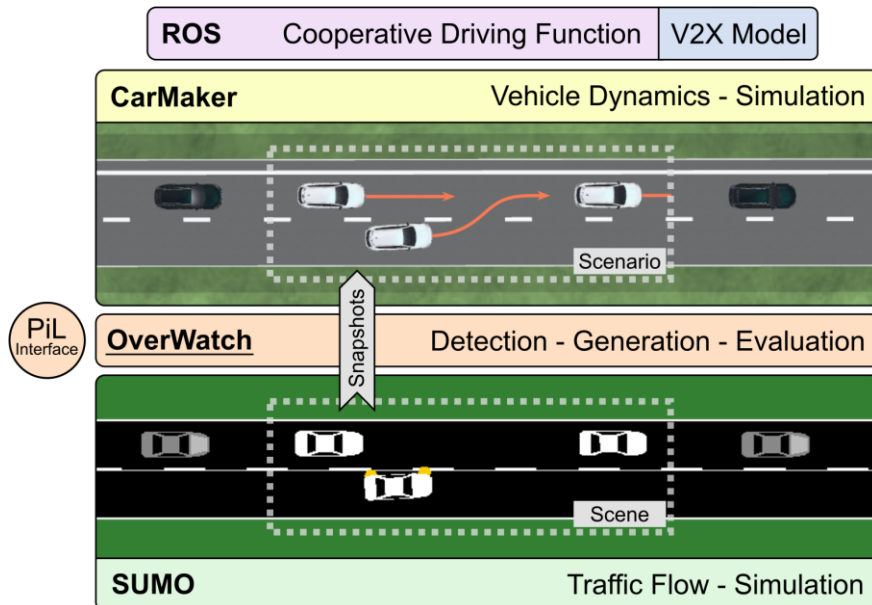 ROS Cooperative Driving Function V2X Model
CarMaker Vehicle Dynamics - Simulation
Scenario
Snapshots
PiL
Interface
OverWatch Detection - Generation - Evaluation
Scene
SUMO Traffic Flow - Simulation